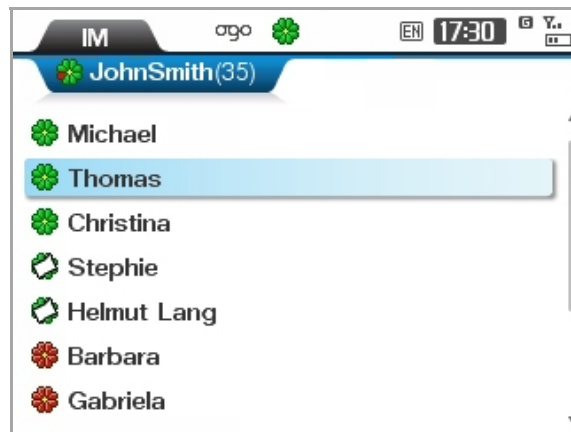 IM ogo EN 17:30 G
JohnSmith(35)
Michael
Thomas
Christina
Stephie
Helmut Lang
Barbara
Gabriela